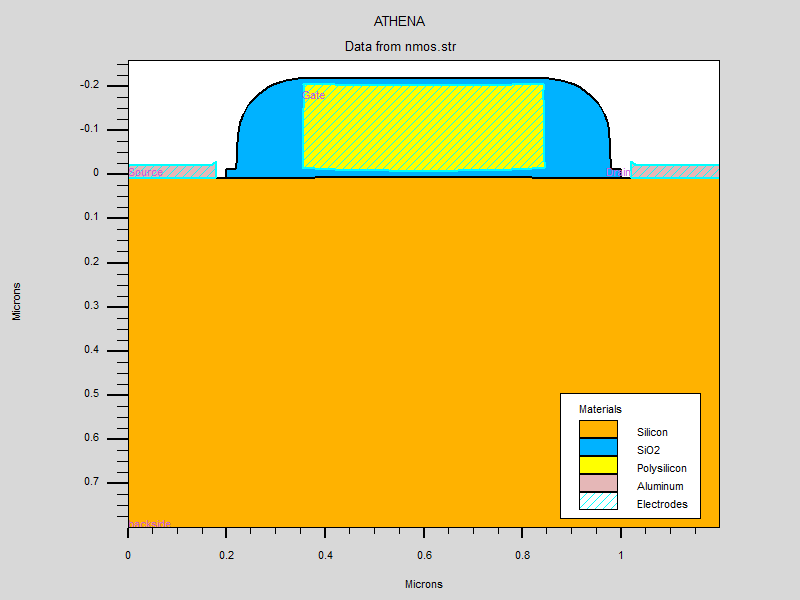 ATHENA
Data from nmos.str
-0.2
-0.1
0
0.1
0.2
0.3
0.4
0.5
0.6
0.7
Microns
Gate
Source
Drain
backside
Materials
Silicon
SiO2
Polysilicon
Aluminum
Electrodes
0
0.2
0.4
0.6
0.8
1
Microns